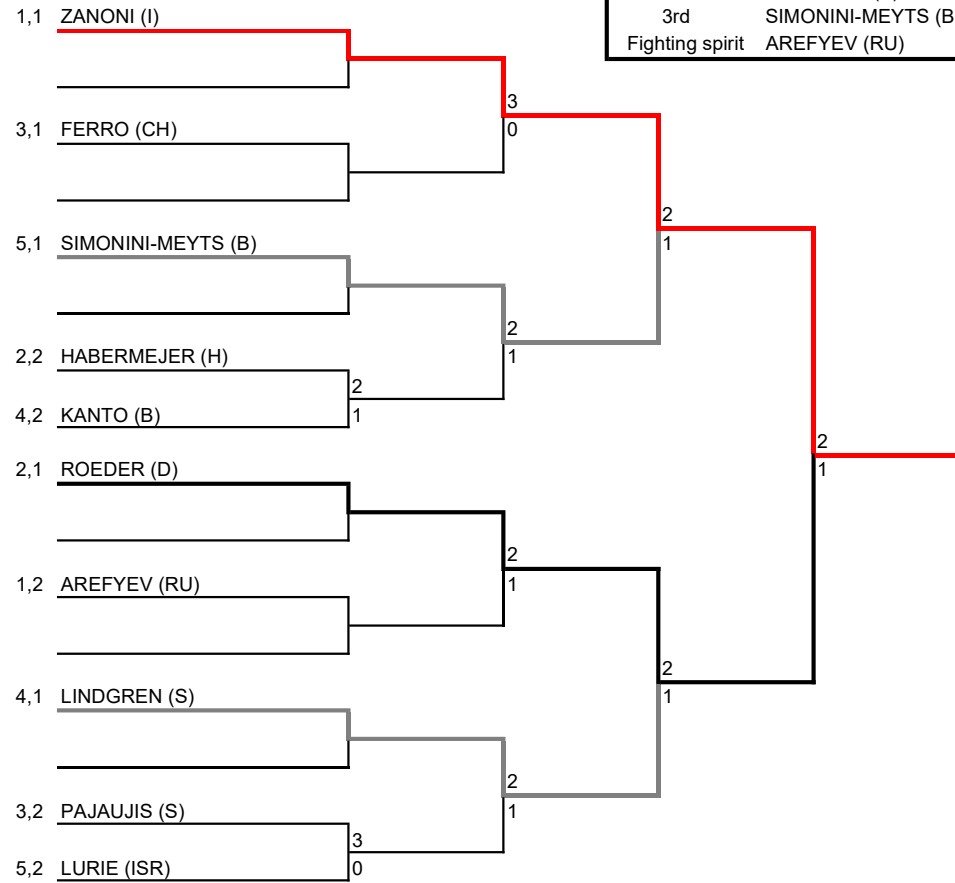 1,1 ZANONI (I)
3rd SIMONINI-MEYTS (B
Fighting spirit AREFYEV (RU)
3
3,1 FERRO (CH)
0
2
5,1 SIMONINI-MEYTS (B)
1
2
2,2 HABERMEJER (H)
1
2
4,2 KANTO (B)
1
2
2,1 ROEDER (D)
1
2
1,2 AREFYEV (RU)
1
2
4,1 LINDGREN (S)
1
2
3,2 PAJAUJIS (S)
1
3
5,2 LURIE (ISR)
0